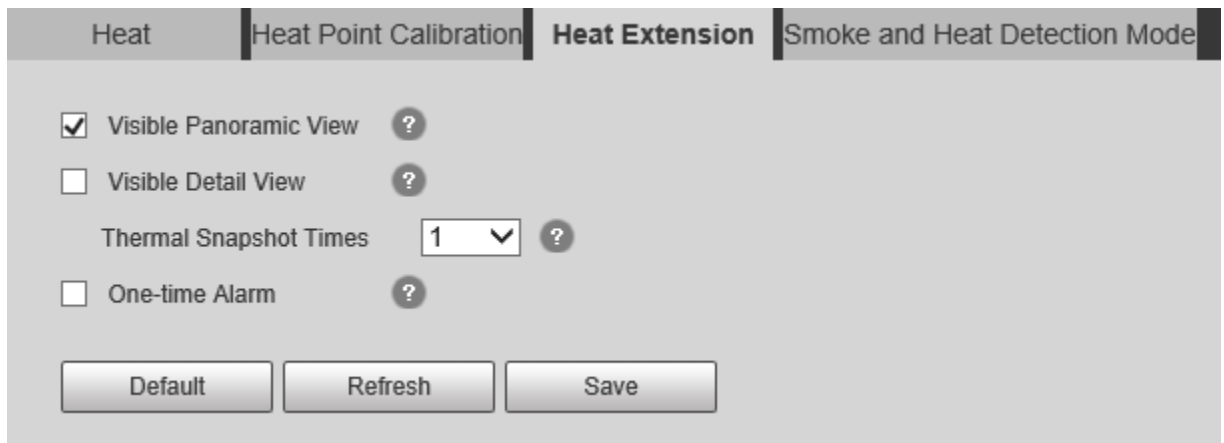 Heat Heat Point Calibration Heat Extension Smoke and Heat Detection Mode
Visible Panoramic View ?
Visible Detail View ?
Thermal Snapshot Times 1 ?
One-time Alarm ?
Default Refresh Save